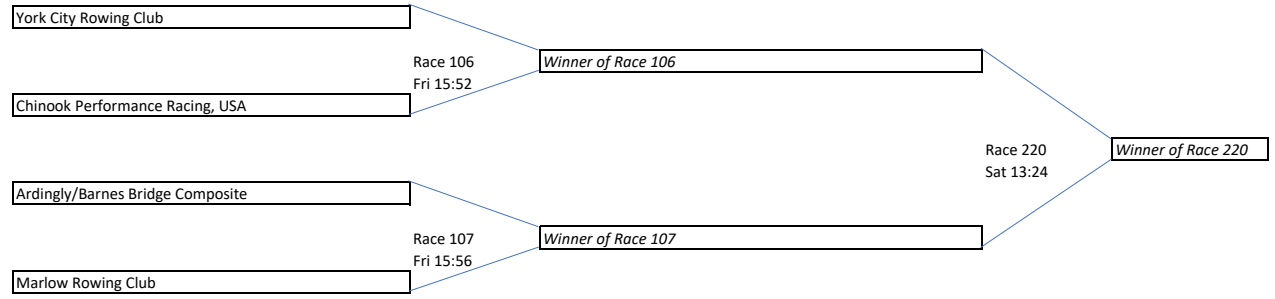 York City Rowing Club
Race 106
Winner of Race 106
Fri 15:52
Chinook Performance Racing, USA
Race 220
Winner of Race 220
Sat 13:24
Ardingly/Barnes Bridge Composite
Race 107
Winner of Race 107
Fri 15:56
Marlow Rowing Club